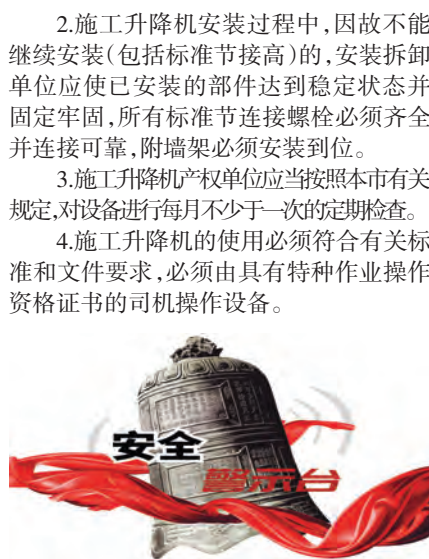 2.施工升降机安装过程中,因故不能
继续安装(包括标准节接高)的,安装拆卸
单位应使已安装的部件达到稳定状态并
固定牢固,所有标准节连接螺栓必须齐全
并连接可靠,附墙架必须安装到位。
3.施工升降机产权单位应当按照本市有关
规定,对设备进行每月不少于一次的定期检查。
4.施工升降机的使用必须符合有关标
准和文件要求,必须由具有特种作业操作
资格证书的司机操作设备。
安全
警示台